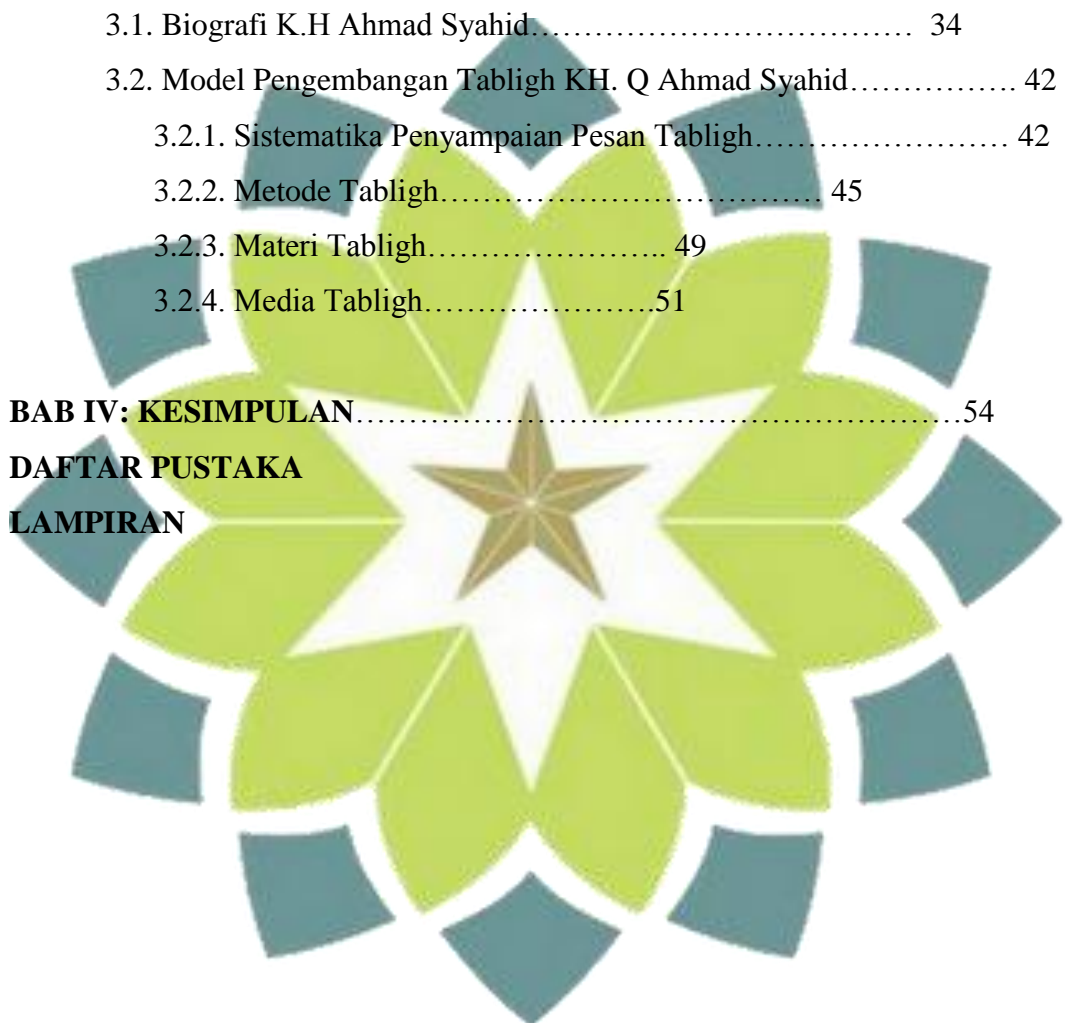 3.1. Biografi K.H Ahmad Syahid……………………………… 34
3.2. Model Pengembangan Tabligh KH. Q Ahmad Syahid……………. 42
3.2.1. Sistematika Penyampaian Pesan Tabligh…………………… 42
3.2.2. Metode Tabligh……………………………… 45
3.2.3. Materi Tabligh………………….. 49
3.2.4. Media Tabligh………………….51
BAB IV: KESIMPULAN…………………………………………………54
DAFTAR PUSTAKA
LAMPIRAN